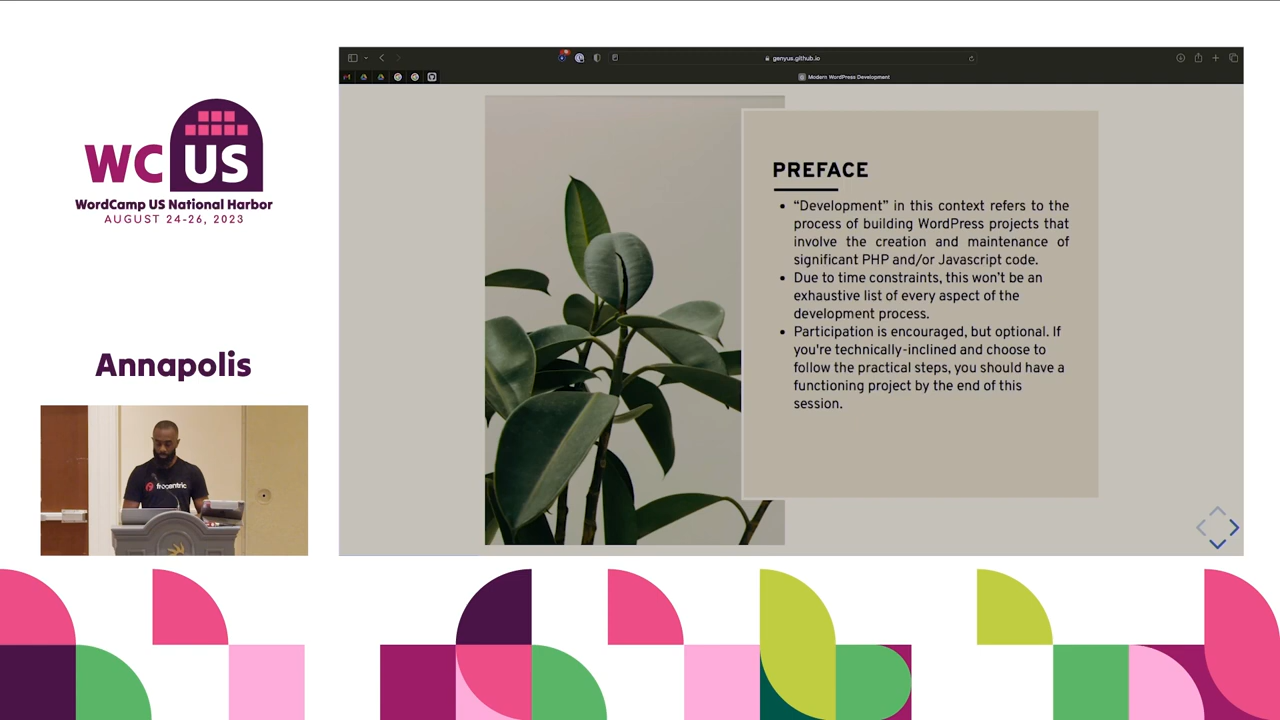 WC US
WordCamp US National Harbor
AUGUST 24-26, 2023
Annapolis
frocentric
genyus.github.io
Modern WordPress Development
PREFACE
• “Development” in this context refers to the
process of building WordPress projects that
involve the creation and maintenance of
significant PHP and/or Javascript code.
• Due to time constraints, this won't be an
exhaustive list of every aspect of the
development process.
• Participation is encouraged, but optional. If
you're technically-inclined and choose to
follow the practical steps, you should have a
functioning project by the end of this
session.